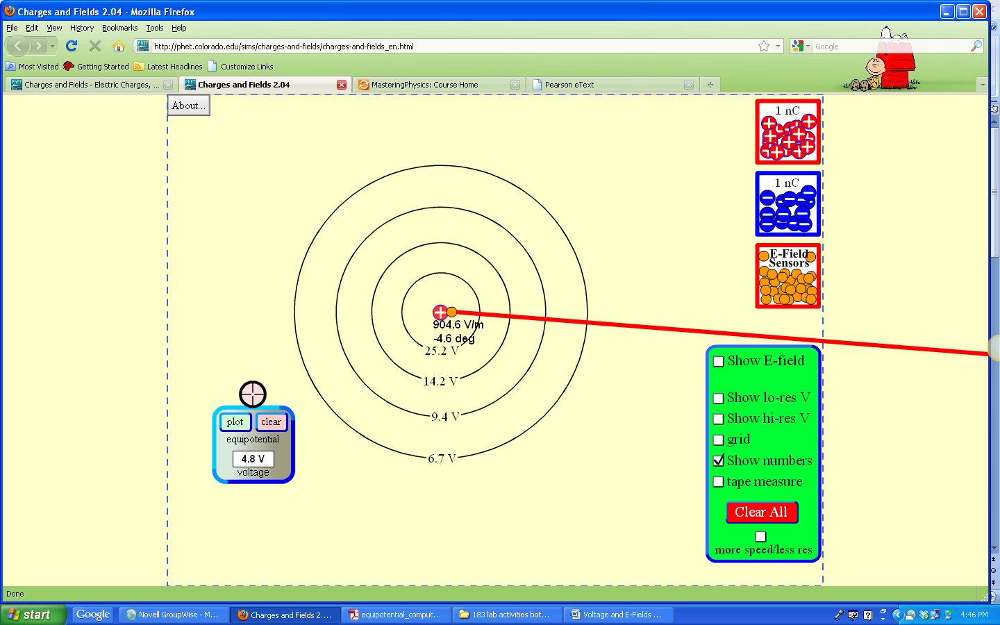 Charges and Fields 2.04 - Mozilla Firefox
File Edit View History Bookmarks Tools Help
http://phet.colorado.edu/sims/charges-and-fields/charges-and-fields_en.html
Google
Most Visited Getting Started Latest Headlines Customize Links
Charges and Fields - Electric Charges, ... Charges and Fields 2.04 MasteringPhysics: Course Home Pearson eText
About...
1 nC
1 nC
E-Field
Sensors
904.6 V/m
-4.6 deg
25.2 V
14.2 V
9.4 V
6.7 V
plot clear
equipotential
4.8 V
voltage
Show E-field
Show lo-res V
Show hi-res V
grid
Show numbers
tape measure
Clear All
more speed/less res
Done
start Google Novell GroupWise - M... Charges and Fields 2.... equipotential_comput... 183 lab activities bot... Voltage and E-Fields ... 4:46 PM